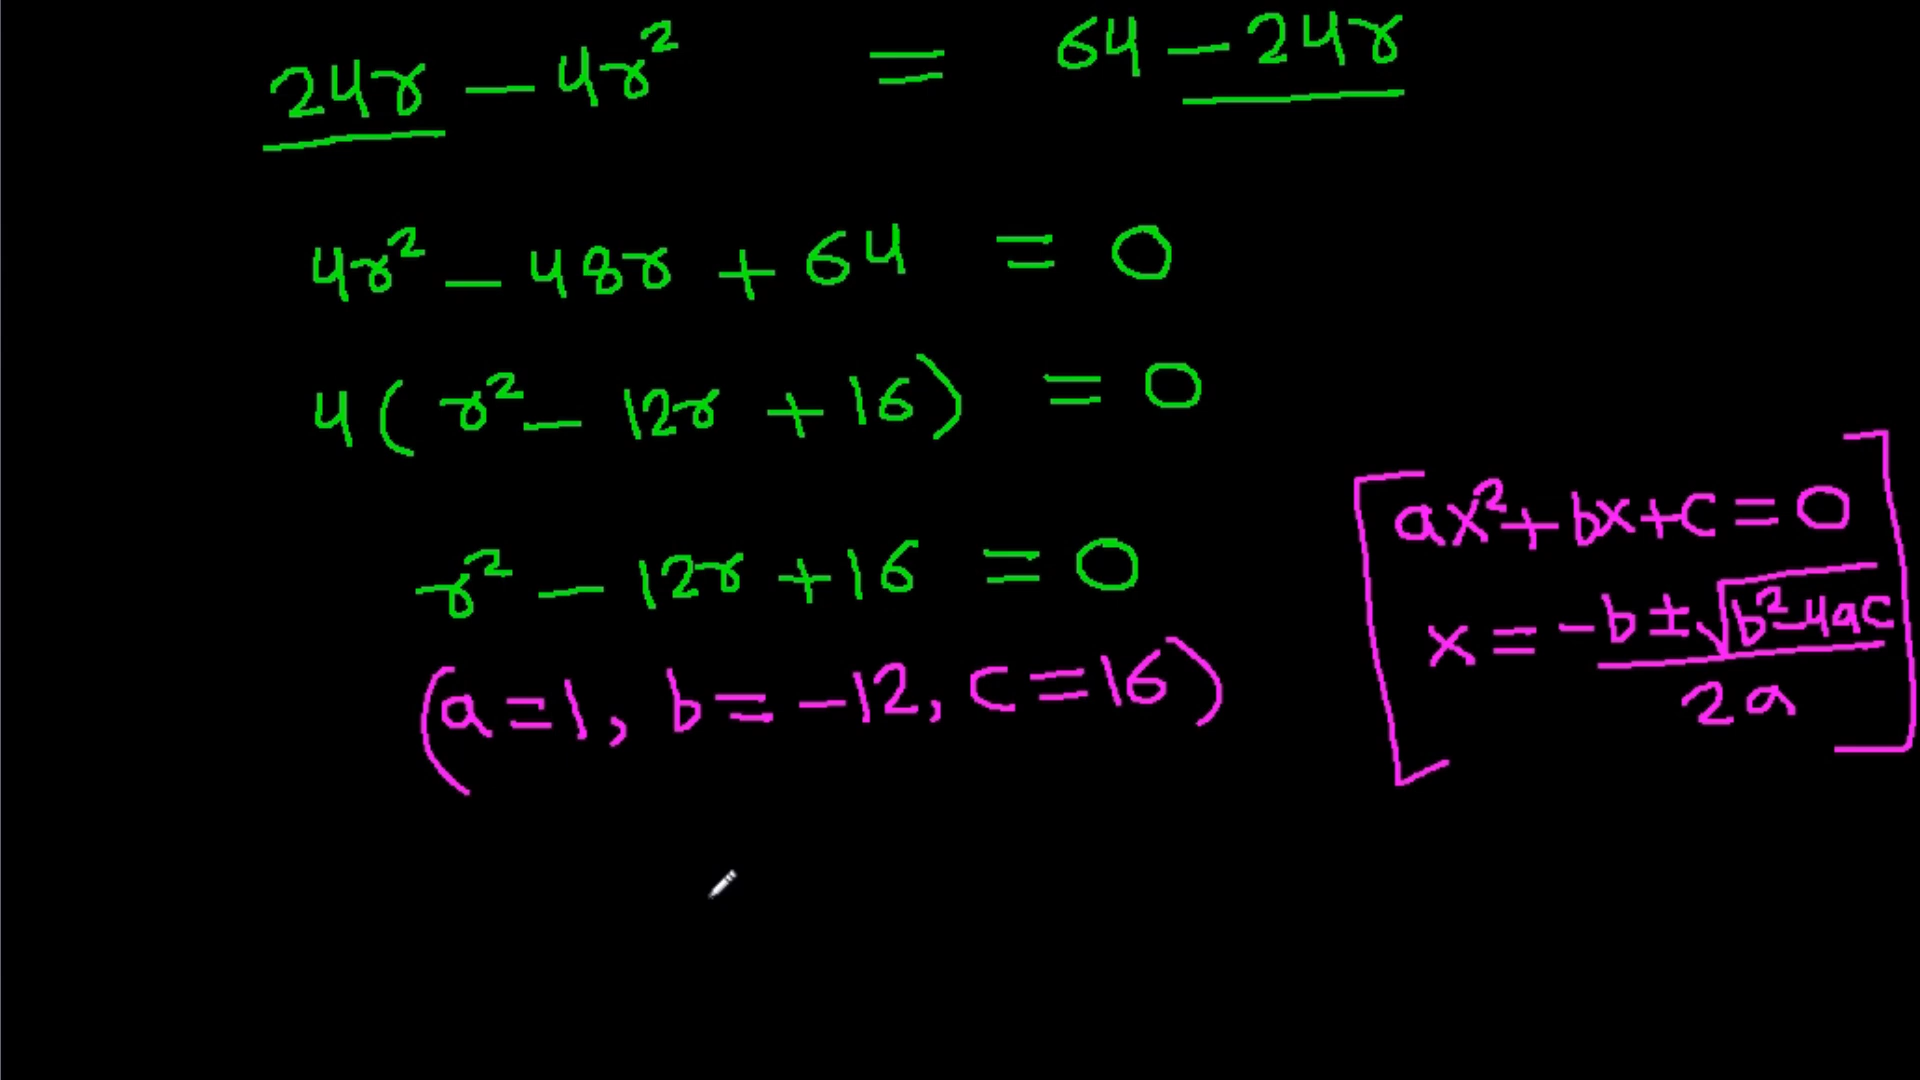 24r - 4r² = 64 - 24r
4r² - 48r + 64 = 0
4(r² - 12r + 16) = 0
r² - 12r + 16 = 0
(a = 1, b = -12, c = 16)
[ax² + bx + c = 0
x = -b ± √b² - 4ac
2a]